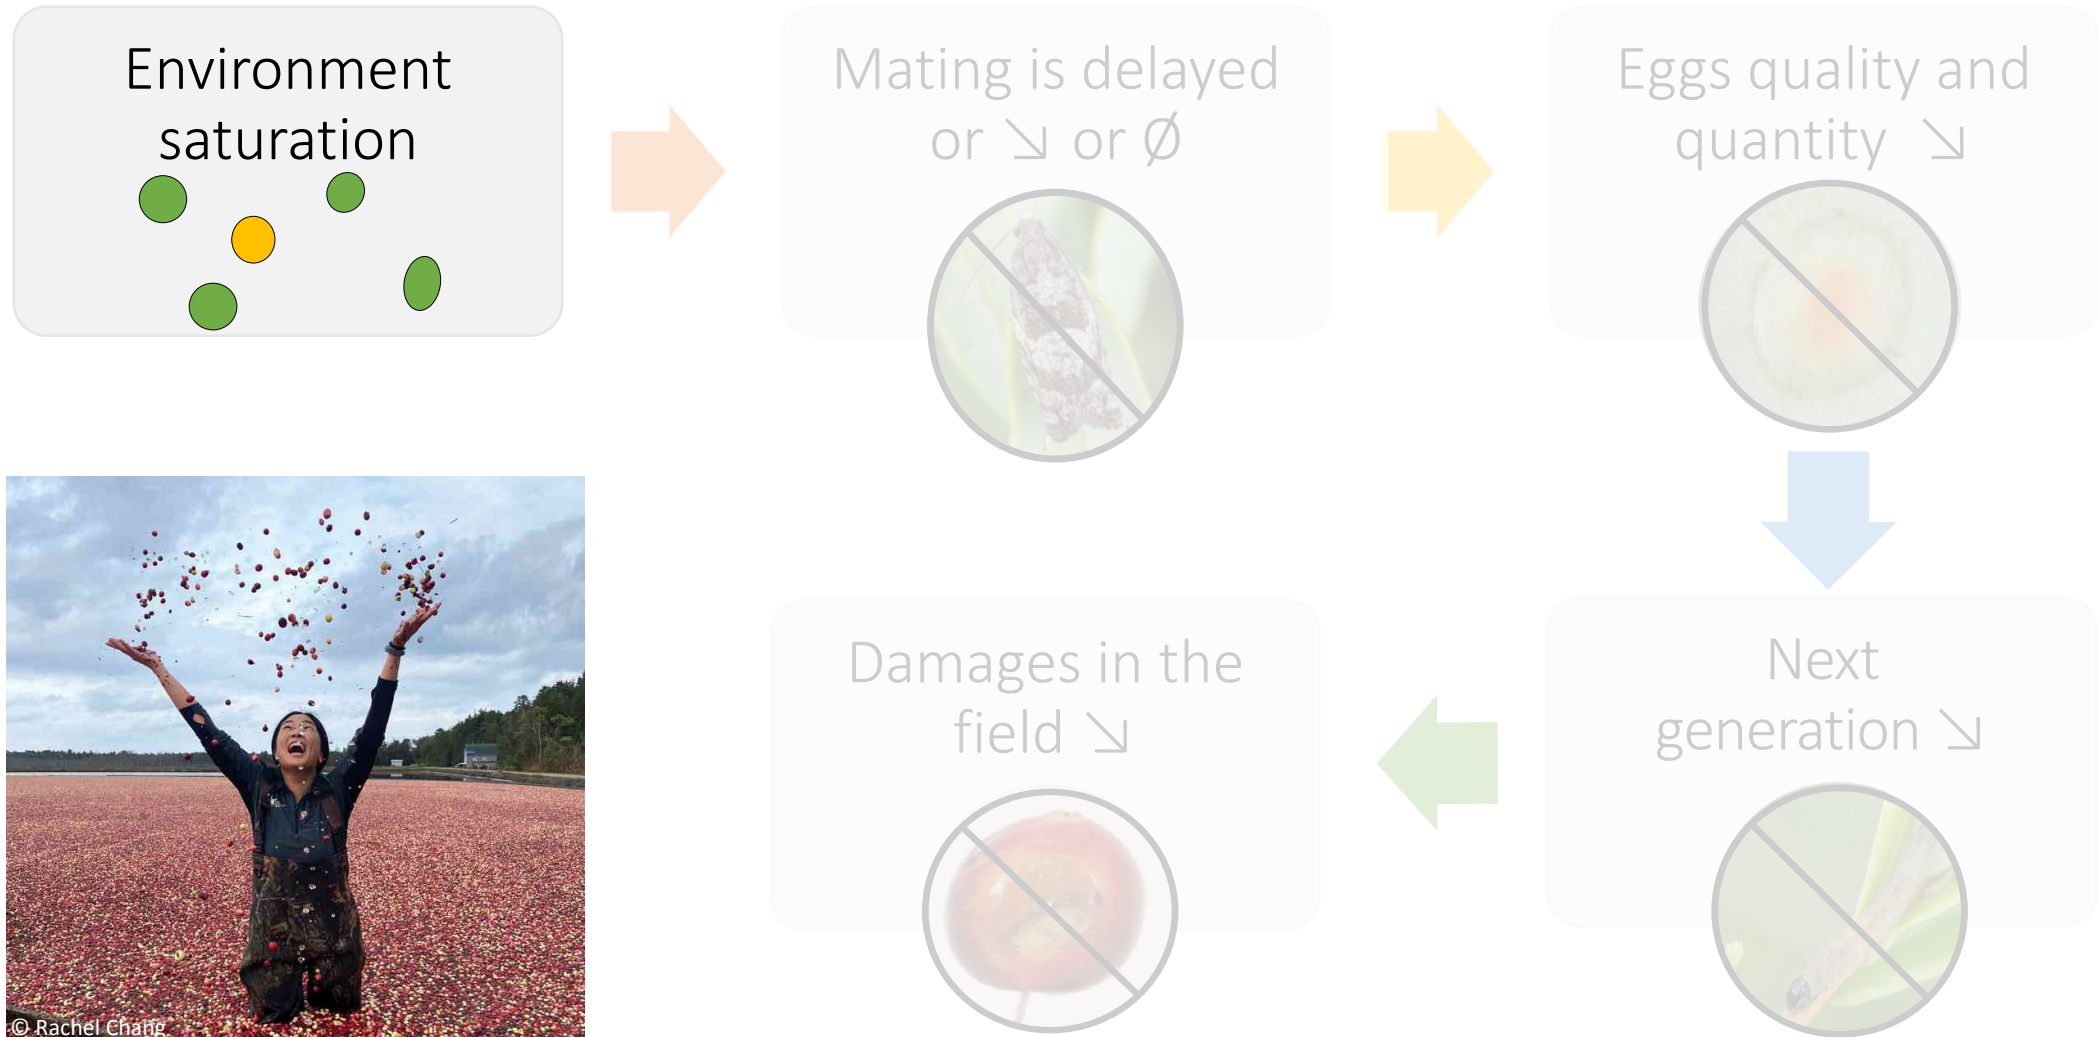 Environment
saturation
Mating is delayed
or ↘ or Ø
Eggs quality and
quantity ↘
Next
generation ↘
Damages in the
field ↘
© Rachel Chang